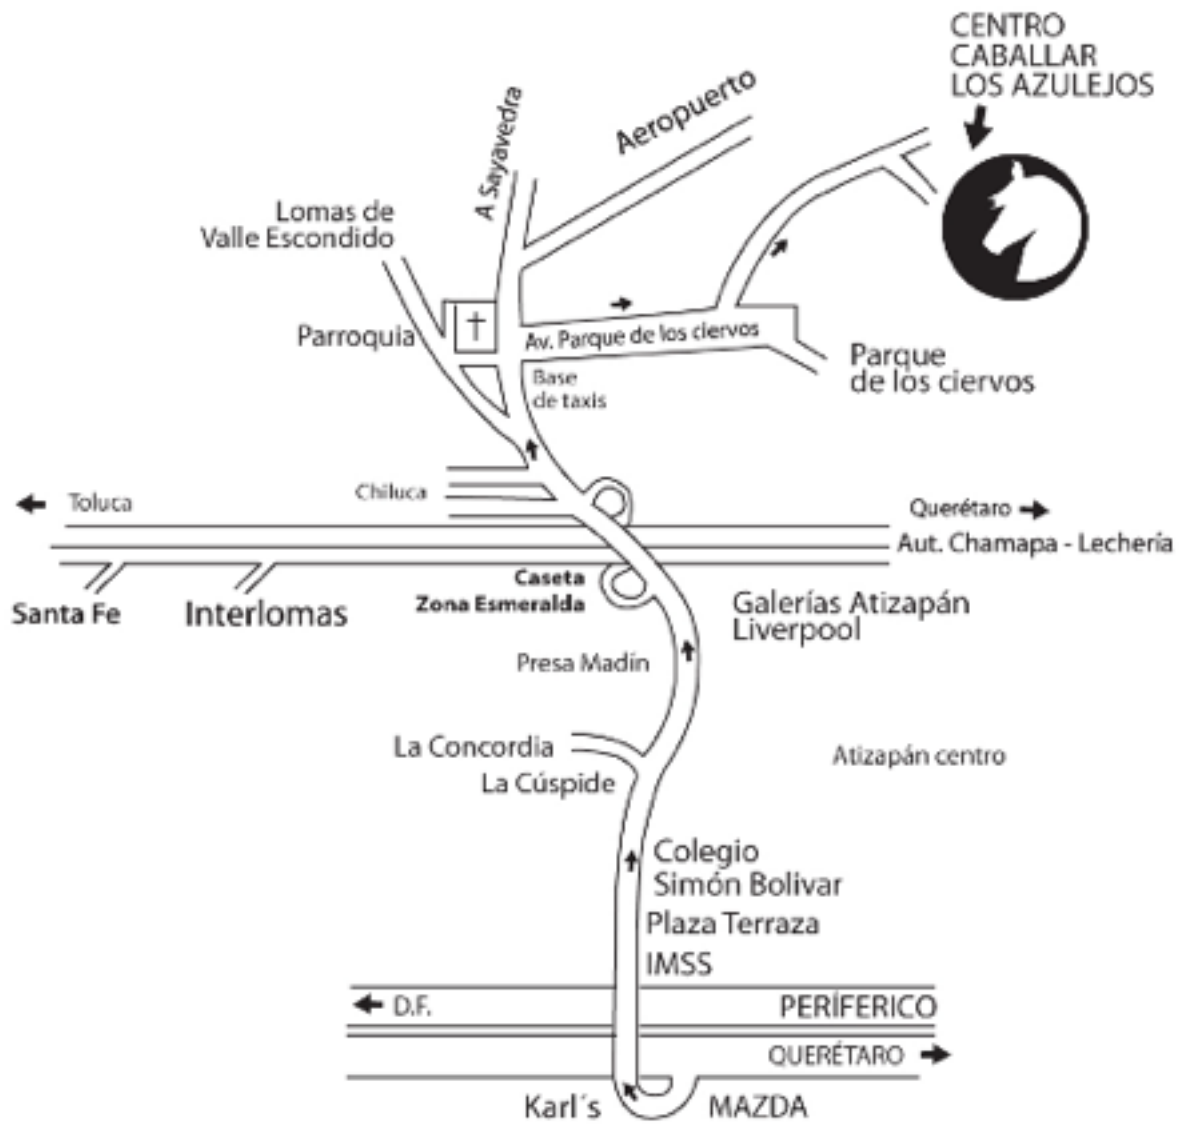 CENTRO
CABALLAR
LOS AZULEJOS
Aeropuerto
A Sayavedra
Lomas de
Valle Escondido
Parroquia
Av. Parque de los ciervos
Parque
de los ciervos
Base
de taxis
Chiluca
Toluca
Querétaro
Aut. Chamapa - Lechería
Caseta
Zona Esmeralda
Santa Fe
Interlomas
Galerías Atizapán
Liverpool
Presa Madín
La Concordia
La Cúspide
Atizapán centro
Colegio
Simón Bolivar
Plaza Terraza
IMSS
D.F.
PERÍFERICO
QUERÉTARO
Karl´s
MAZDA